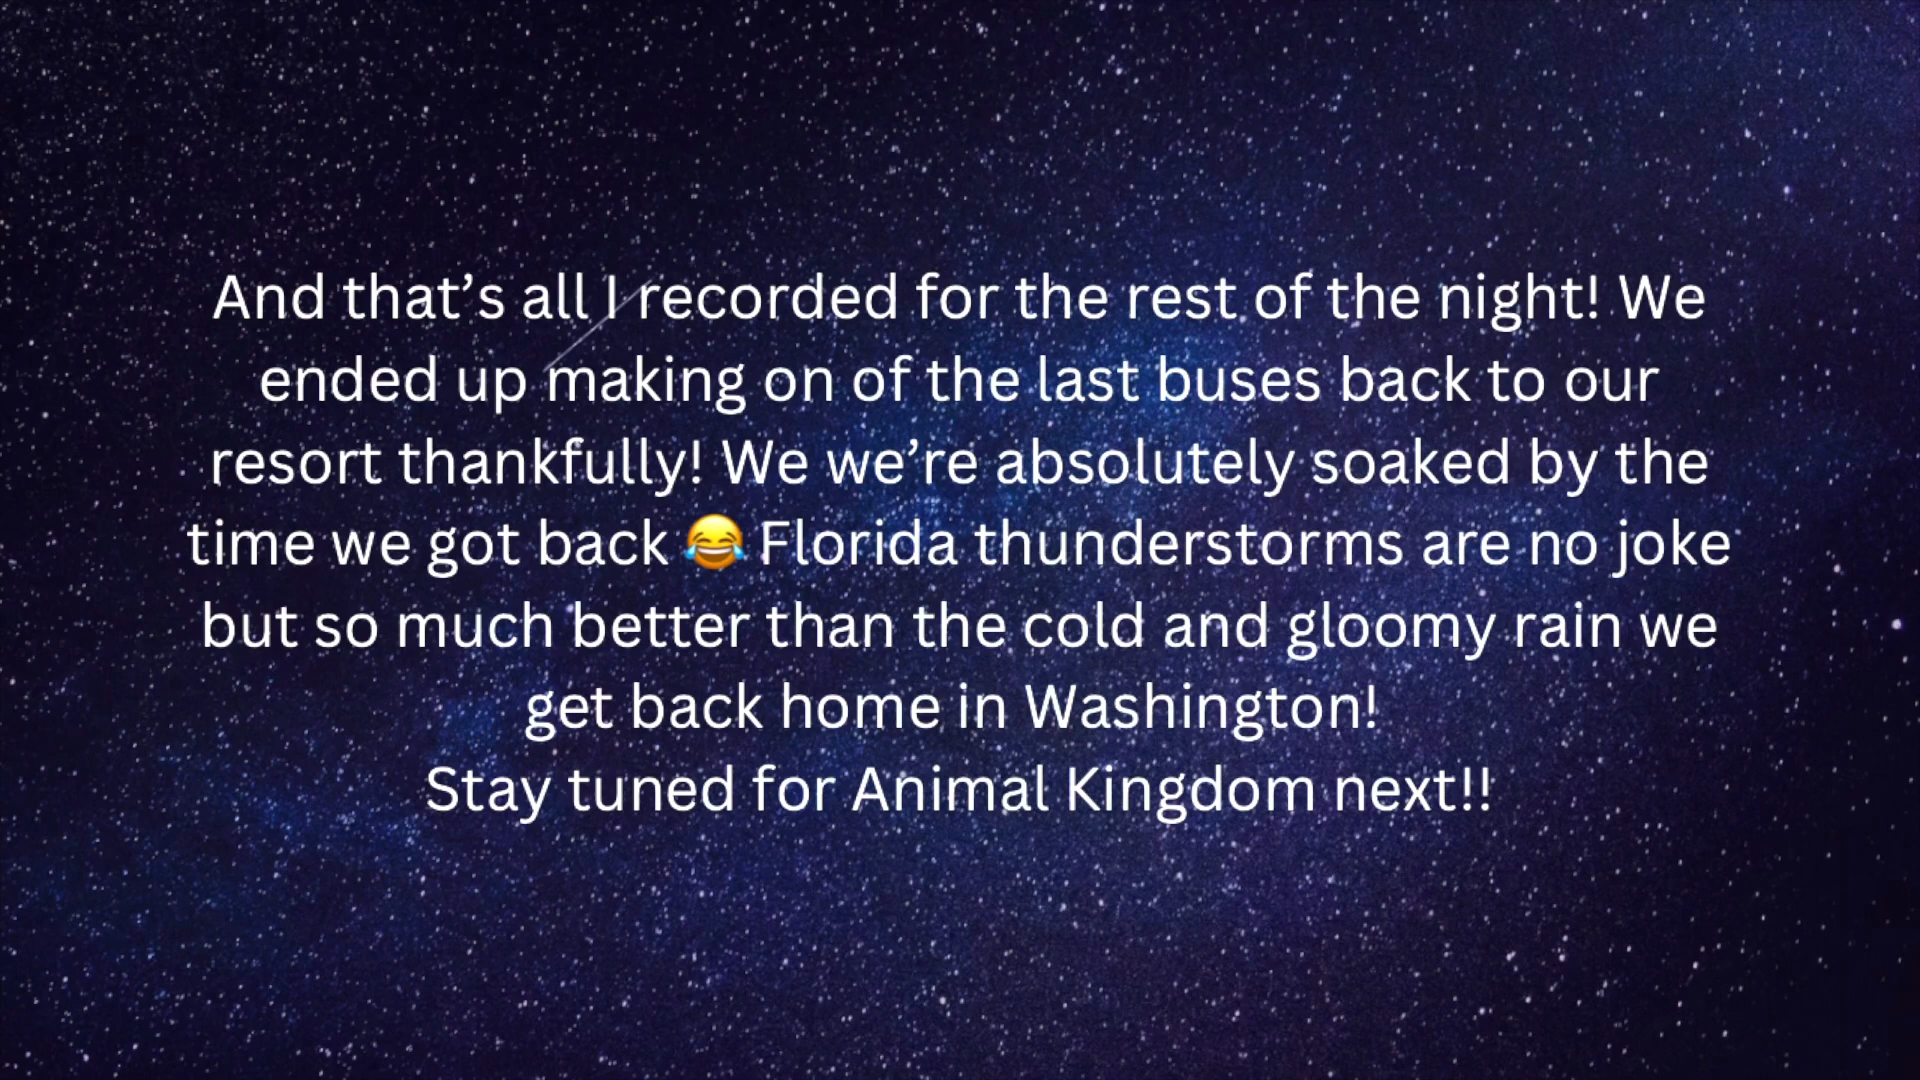 And that’s all I recorded for the rest of the night! We
ended up making on of the last buses back to our
resort thankfully! We we’re absolutely soaked by the
time we got back 😂 Florida thunderstorms are no joke
but so much better than the cold and gloomy rain we
get back home in Washington!
Stay tuned for Animal Kingdom next!!